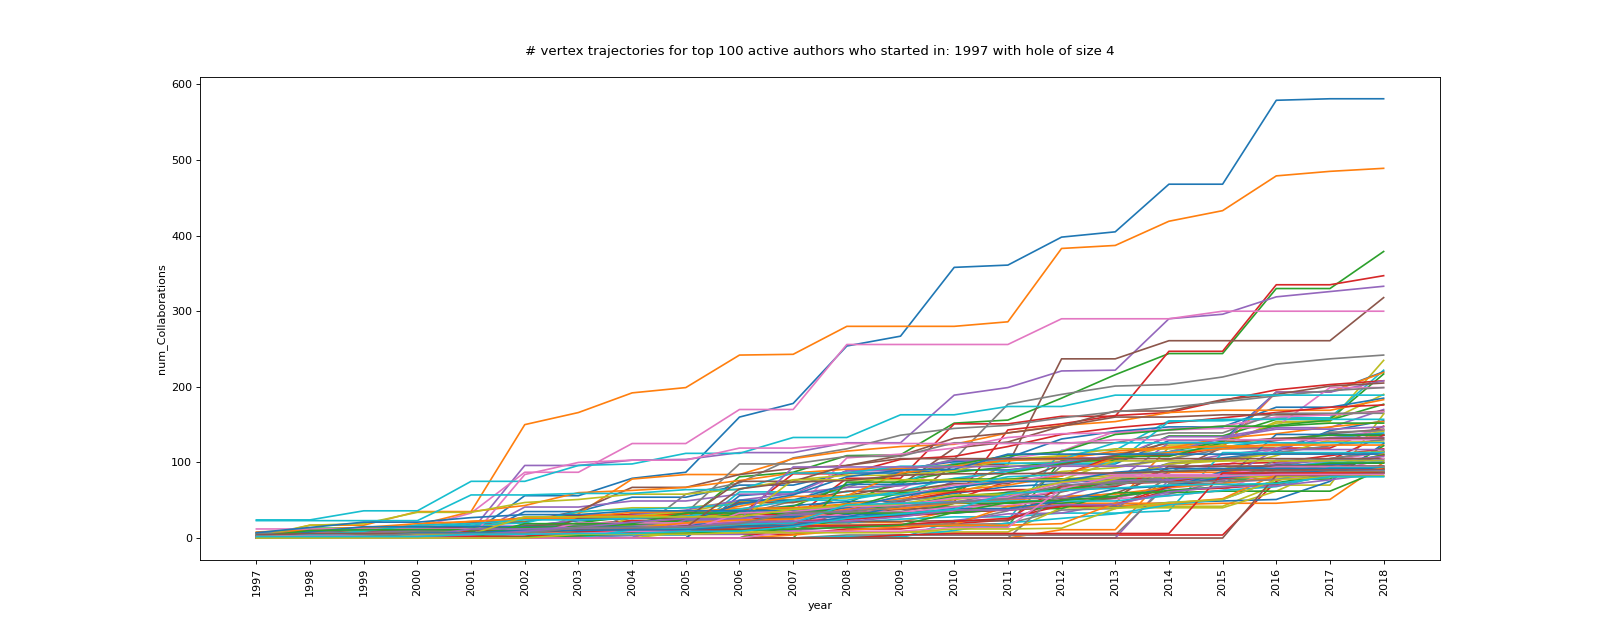 # vertex trajectories for top 100 active authors who started in: 1997 with hole of size 4
600
500
400
300
200
100
0
num_Collaborations
1997 1998 1999 2000 2001 2002 2003 2004 2005 2006 2007 2008 2009 2010 2011 2012 2013 2014 2015 2016 2017 2018
year